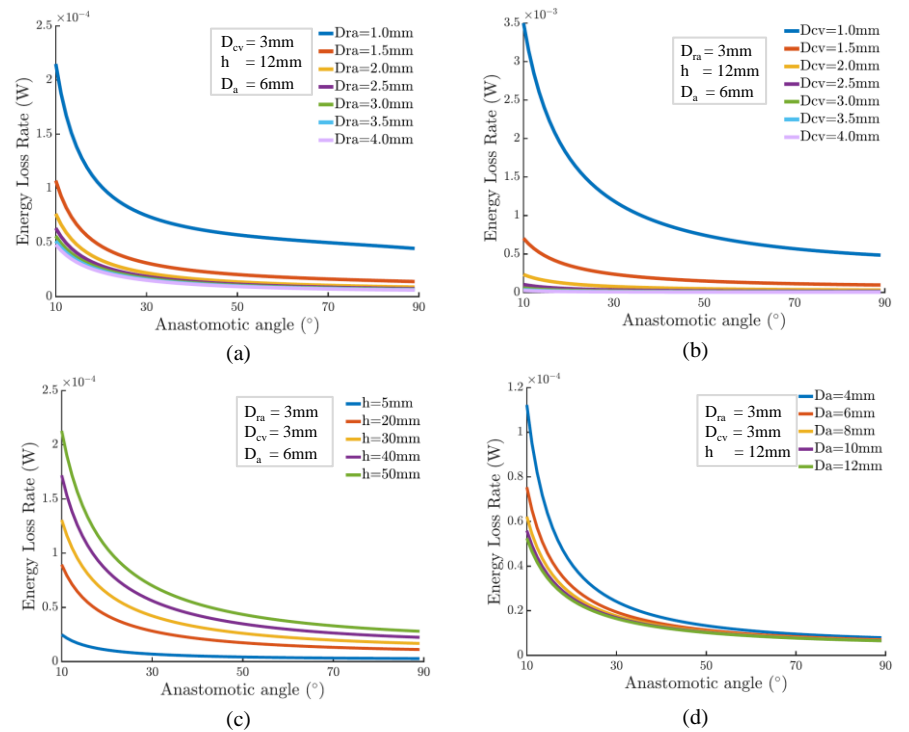 ×10⁻⁴
2.5
2
1.5
1
0.5
0
10
30
50
70
90
Energy Loss Rate (W)
Anastomotic angle (°)
D_cv = 3mm
h = 12mm
D_a = 6mm
Dra=1.0mm
Dra=1.5mm
Dra=2.0mm
Dra=2.5mm
Dra=3.0mm
Dra=3.5mm
Dra=4.0mm
(a)
×10⁻³
3.5
3
2.5
2
1.5
1
0.5
0
10
30
50
70
90
Energy Loss Rate (W)
Anastomotic angle (°)
D_ra = 3mm
h = 12mm
D_a = 6mm
Dcv=1.0mm
Dcv=1.5mm
Dcv=2.0mm
Dcv=2.5mm
Dcv=3.0mm
Dcv=3.5mm
Dcv=4.0mm
(b)
×10⁻⁴
2.5
2
1.5
1
0.5
0
10
30
50
70
90
Energy Loss Rate (W)
Anastomotic angle (°)
D_ra = 3mm
D_cv = 3mm
D_a = 6mm
h=5mm
h=20mm
h=30mm
h=40mm
h=50mm
(c)
×10⁻⁴
1.2
1
0.8
0.6
0.4
0.2
0
10
30
50
70
90
Energy Loss Rate (W)
Anastomotic angle (°)
D_ra = 3mm
D_cv = 3mm
h = 12mm
Da=4mm
Da=6mm
Da=8mm
Da=10mm
Da=12mm
(d)